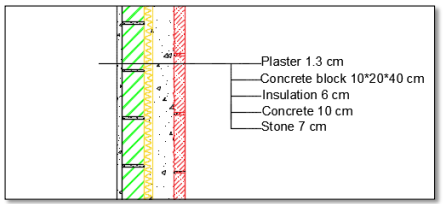 Plaster 1.3 cm
Concrete block 10*20*40 cm
Insulation 6 cm
Concrete 10 cm
Stone 7 cm